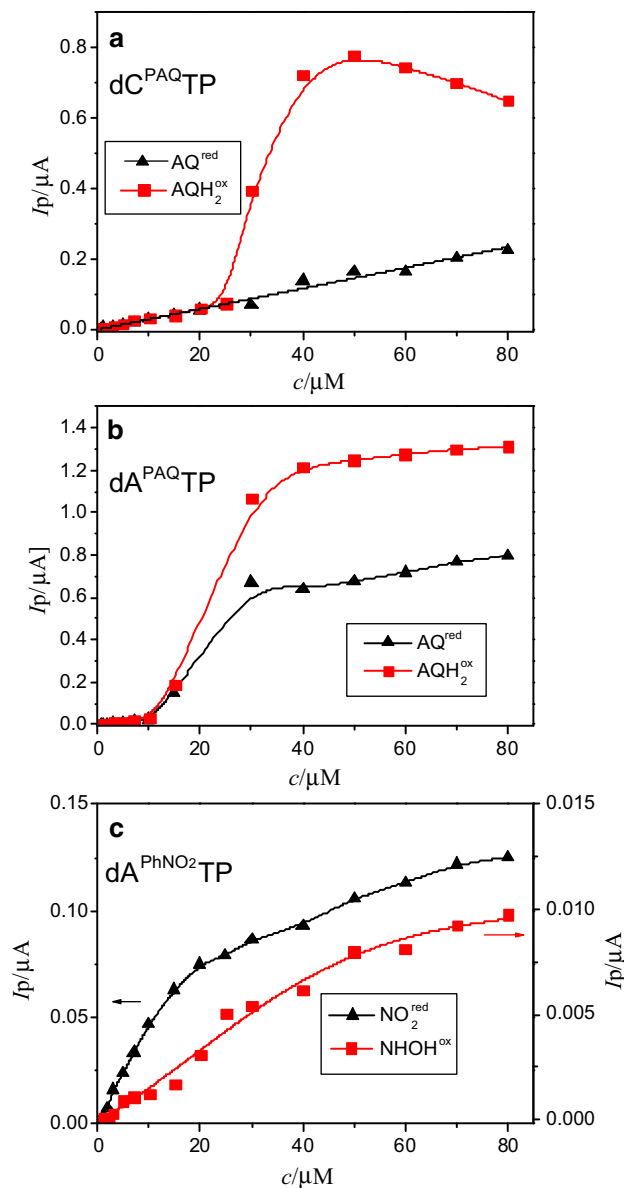 a
dC^PAQTP
AQ^red
AQH₂^ox
Ip/µA
0.8
0.6
0.4
0.2
0.0
0 20 40 60 80
c/µM
b
dA^PAQTP
AQ^red
AQH₂^ox
Ip/µA]
1.4
1.2
1.0
0.8
0.6
0.4
0.2
0.0
0 20 40 60 80
c/µM
c
dA^PhNO₂TP
NO₂^red
NHOH^ox
Ip/µA
0.15
0.10
0.05
0.00
0.015
0.010
0.005
0.000
Ip/µA
0 20 40 60 80
c/µM